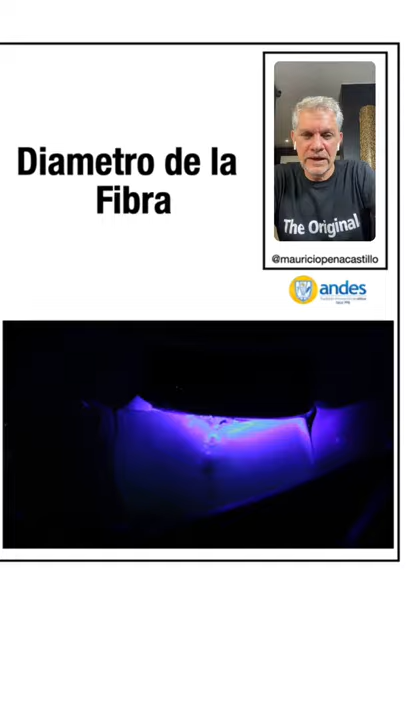 Diametro de la
Fibra
The Original
@mauriciopenacastillo
andes